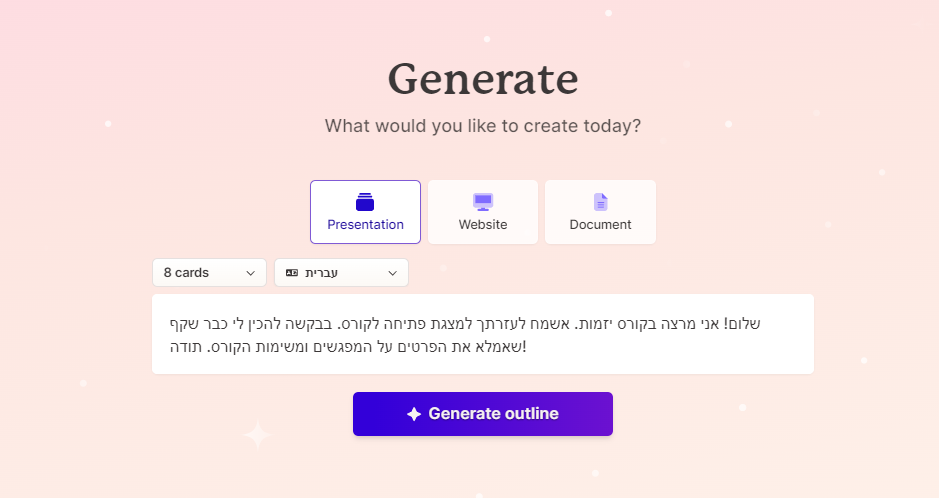 Generate
What would you like to create today?
Presentation
Website
Document
8 cards
עברית
שלום! אני מרצה בקורס יזמות. אשמח לעזרתך למצגת פתיחה לקורס. בבקשה להכין לי כבר שקף
שאמלא את הפרטים על המפגשים ומשימות הקורס. תודה!
Generate outline